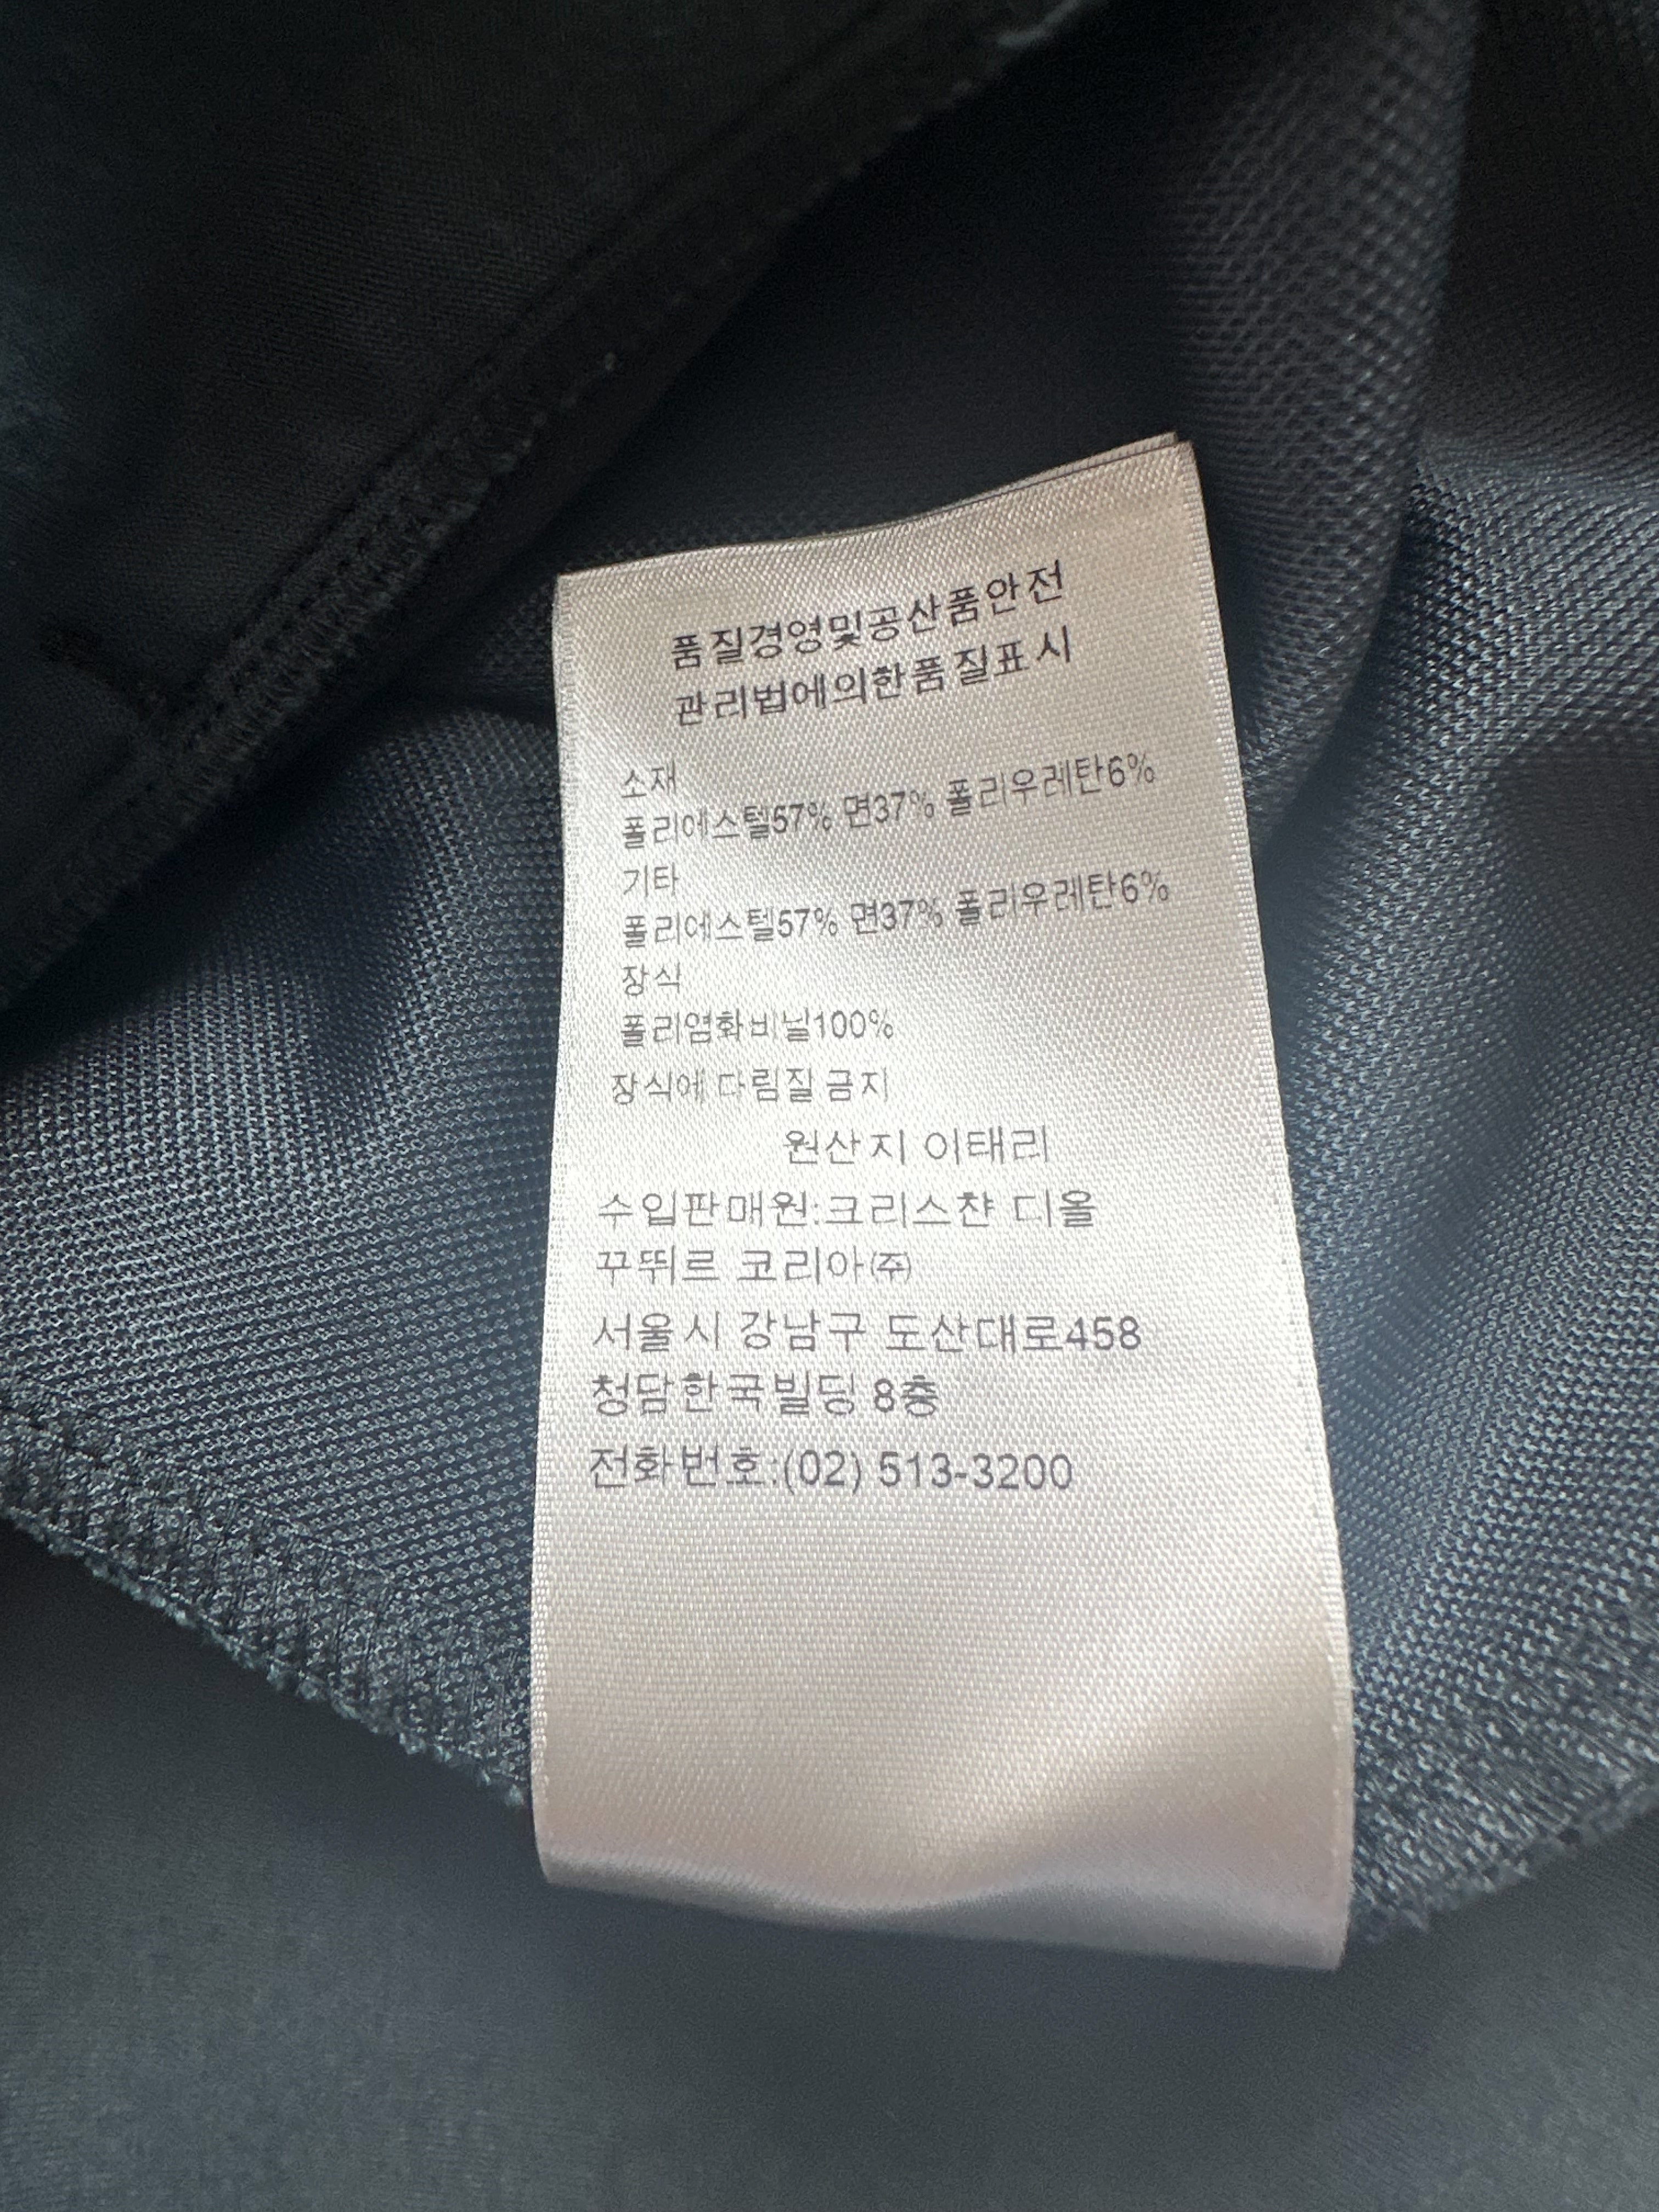 품질경영및공산품안전
관리법에의한품질표시
소재
폴리에스텔57% 면37% 폴리우레탄6%
기타
폴리에스텔57% 면37% 폴리우레탄6%
장식
폴리염화비닐100%
장식에 다림질 금지
원산지 이태리
수입판매원:크리스챤 디올
꾸뛰르 코리아㈜
서울시 강남구 도산대로458
청담한국빌딩 8층
전화번호:(02) 513-3200